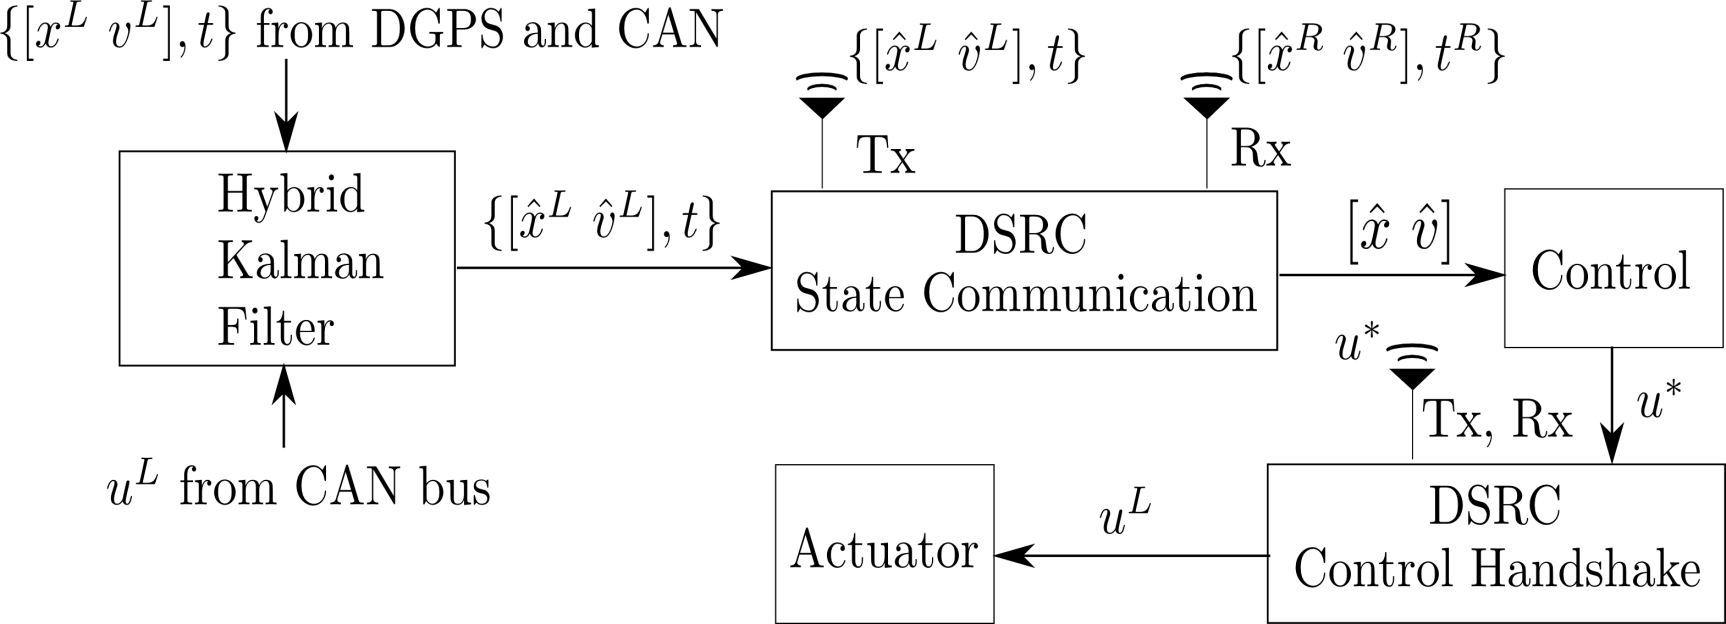 {[x^L v^L], t} from DGPS and CAN
Hybrid
Kalman
Filter
u^L from CAN bus
{[x̂^L v̂^L], t}
{[x̂^L v̂^L], t}
Tx
{[x̂^R v̂^R], t^R}
Rx
DSRC
State Communication
[x̂ v̂]
Control
u*
u*
Tx, Rx
DSRC
Control Handshake
u^L
Actuator